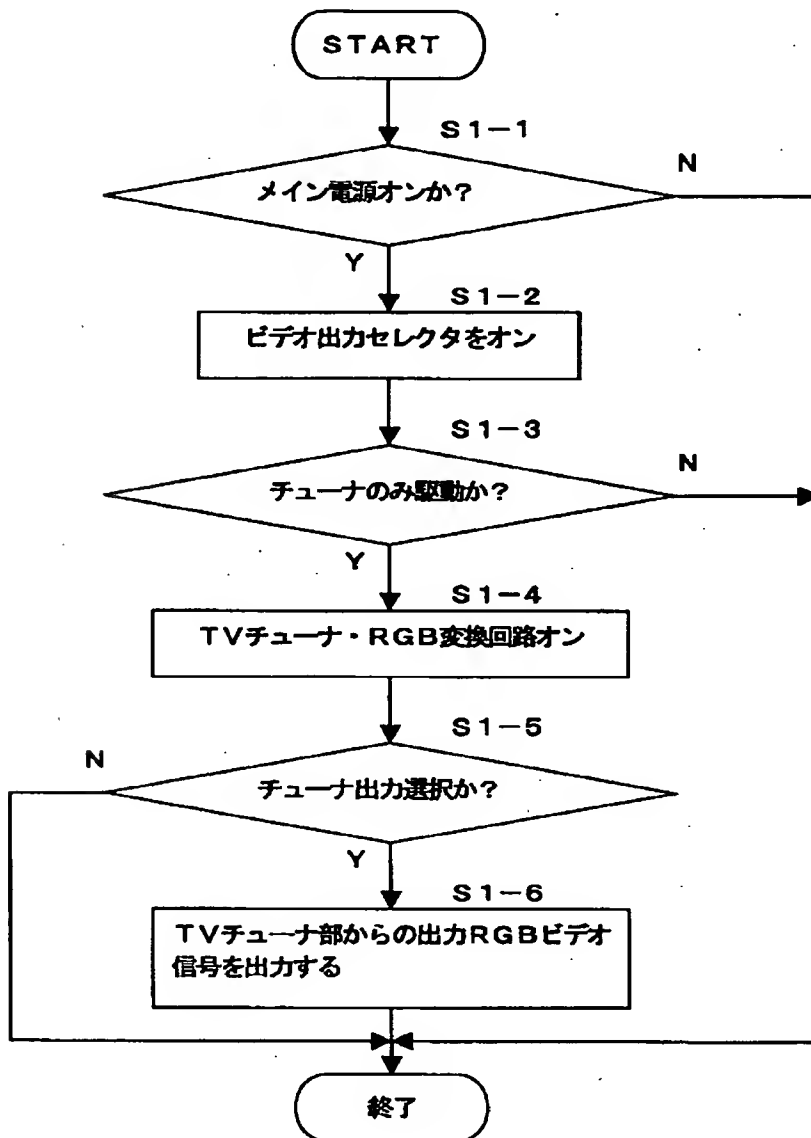 START
S1-1
メイン電源オンか?
N
Y
S1-2
ビデオ出力セレクタをオン
S1-3
チューナのみ駆動か?
N
Y
S1-4
TVチューナ・RGB変換回路オン
S1-5
N
チューナ出力選択か?
Y
S1-6
TVチューナ部からの出力RGBビデオ
信号を出力する
終了